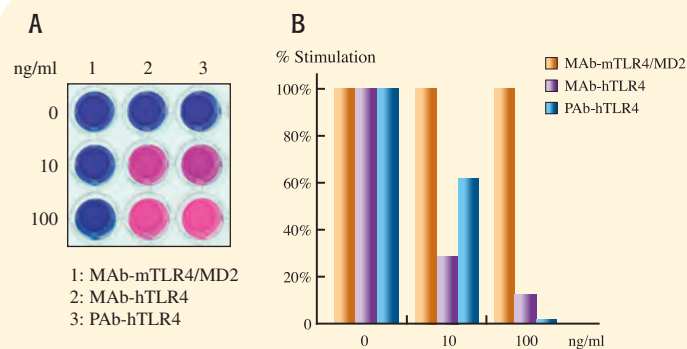 A
ng/ml 1 2 3
0
10
100
1: MAb-mTLR4/MD2
2: MAb-hTLR4
3: PAb-hTLR4
B
% Stimulation
100%
80%
60%
40%
20%
0
0 10 100 ng/ml
MAb-mTLR4/MD2
MAb-hTLR4
PAb-hTLR4